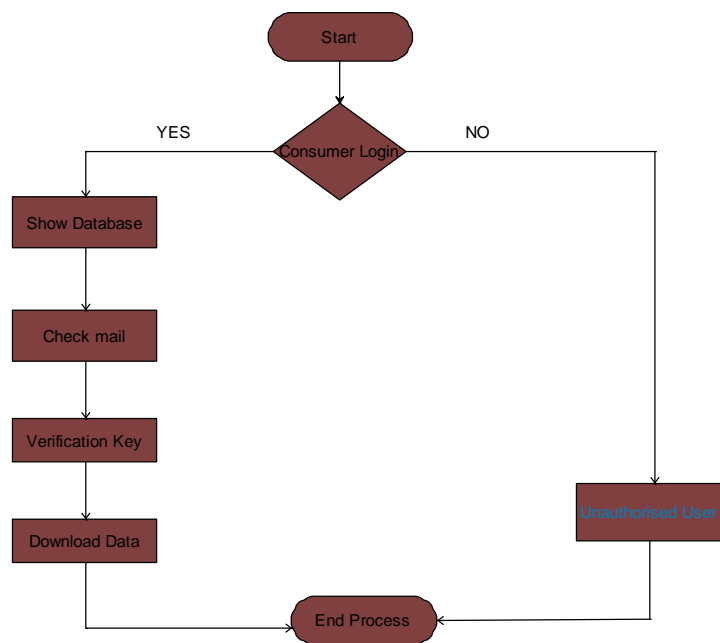 Start
YES
NO
Consumer Login
Show Database
Check mail
Verification Key
Unauthorised User
Download Data
End Process